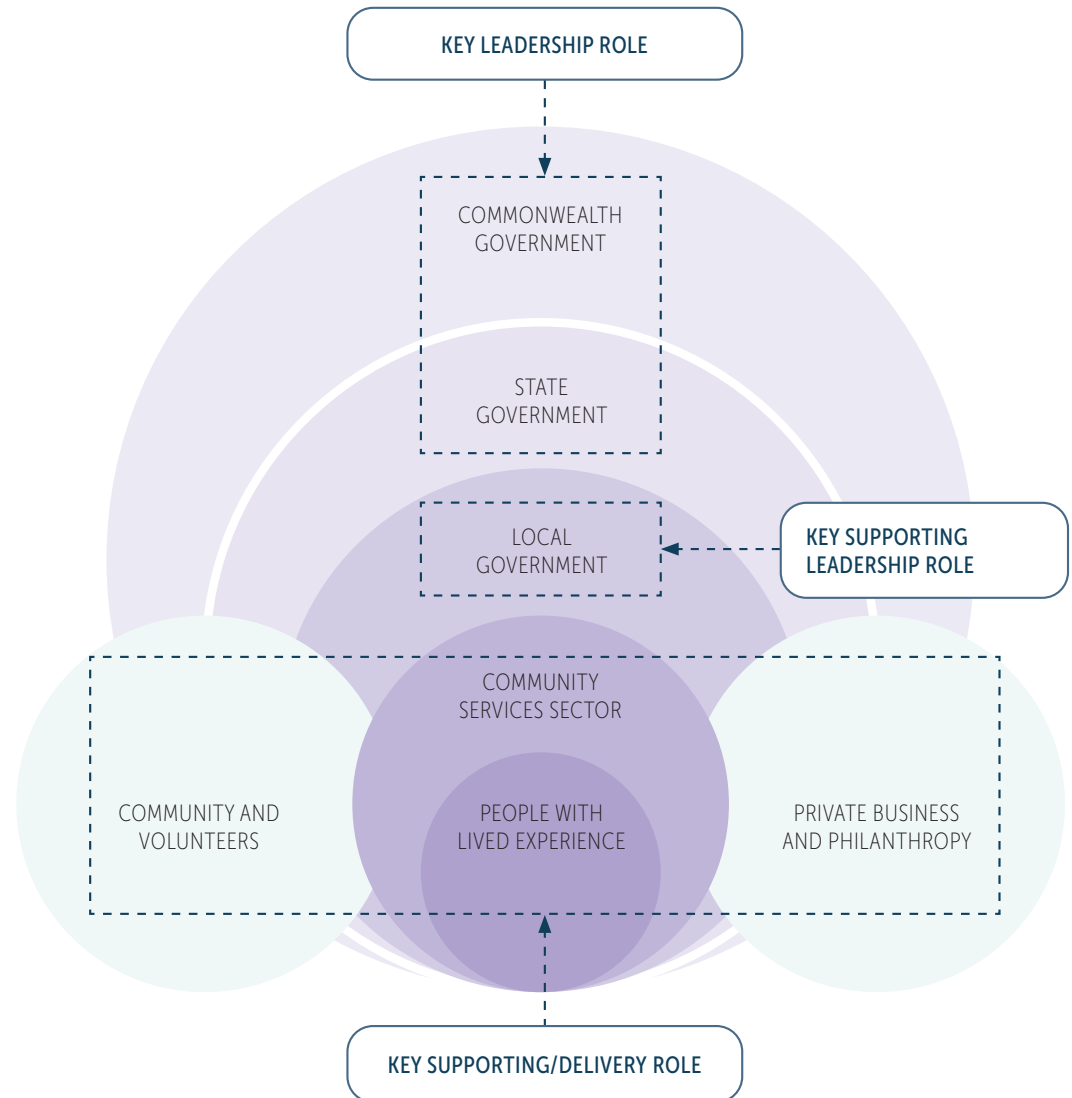 KEY LEADERSHIP ROLE
COMMONWEALTH
GOVERNMENT
STATE
GOVERNMENT
LOCAL
GOVERNMENT
KEY SUPPORTING
LEADERSHIP ROLE
COMMUNITY
SERVICES SECTOR
COMMUNITY AND
VOLUNTEERS
PEOPLE WITH
LIVED EXPERIENCE
PRIVATE BUSINESS
AND PHILANTHROPY
KEY SUPPORTING/DELIVERY ROLE